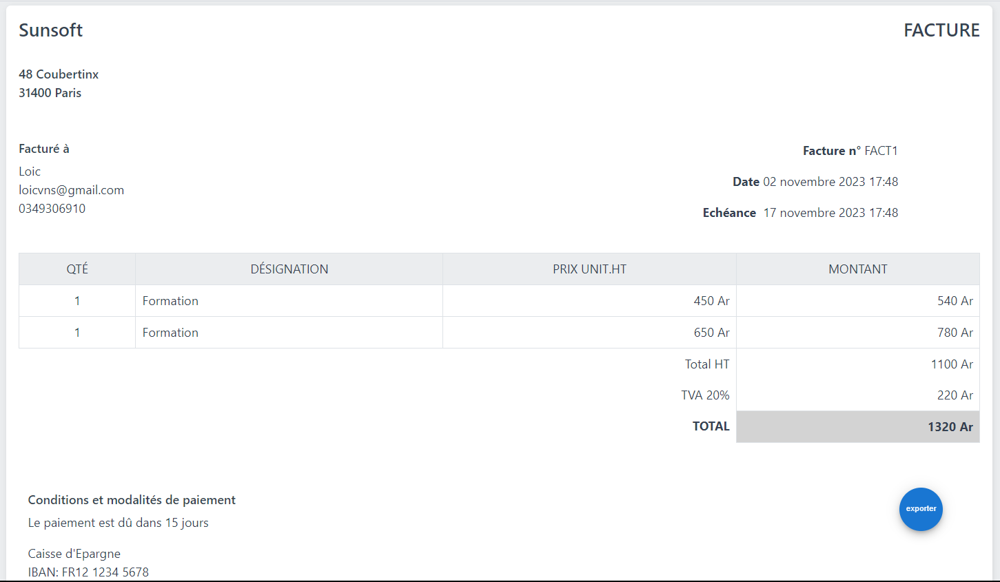 Sunsoft
FACTURE
48 Coubertinx
31400 Paris
Facturé à
Loic
loicvns@gmail.com
0349306910
Facture n° FACT1
Date 02 novembre 2023 17:48
Echéance 17 novembre 2023 17:48
QTÉ DÉSIGNATION PRIX UNIT.HT MONTANT
1 Formation 450 Ar 540 Ar
1 Formation 650 Ar 780 Ar
Total HT 1100 Ar
TVA 20% 220 Ar
TOTAL 1320 Ar
Conditions et modalités de paiement
Le paiement est dû dans 15 jours
exporter
Caisse d'Epargne
IBAN: FR12 1234 5678